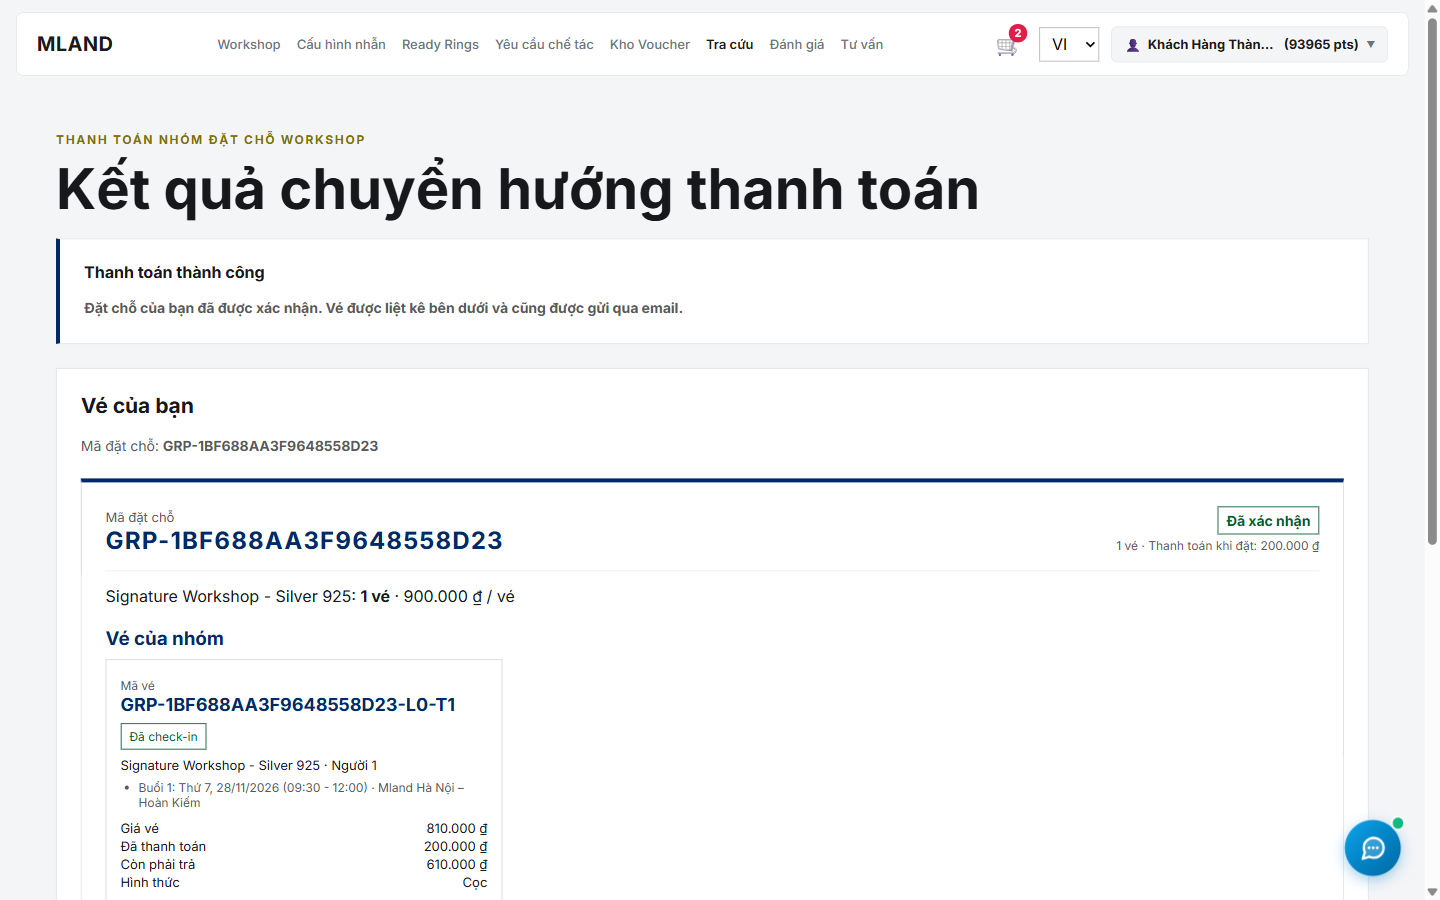 MLAND
Workshop
Cấu hình nhẫn
Ready Rings
Yêu cầu chế tác
Kho Voucher
Tra cứu
Đánh giá
Tư vấn
2
VI
Khách Hàng Thàn... (93965 pts)
THANH TOÁN NHÓM ĐẶT CHỖ WORKSHOP
Kết quả chuyển hướng thanh toán
Thanh toán thành công
Đặt chỗ của bạn đã được xác nhận. Vé được liệt kê bên dưới và cũng được gửi qua email.
Vé của bạn
Mã đặt chỗ: GRP-1BF688AA3F9648558D23
Mã đặt chỗ
GRP-1BF688AA3F9648558D23
Đã xác nhận
1 vé · Thanh toán khi đặt: 200.000 ₫
Signature Workshop - Silver 925: 1 vé · 900.000 ₫ / vé
Vé của nhóm
Mã vé
GRP-1BF688AA3F9648558D23-L0-T1
Đã check-in
Signature Workshop - Silver 925 · Người 1
• Buổi 1: Thứ 7, 28/11/2026 (09:30 - 12:00) · Mland Hà Nội –
Hoàn Kiếm
Giá vé 810.000 ₫
Đã thanh toán 200.000 ₫
Còn phải trả 610.000 ₫
Hình thức Cọc